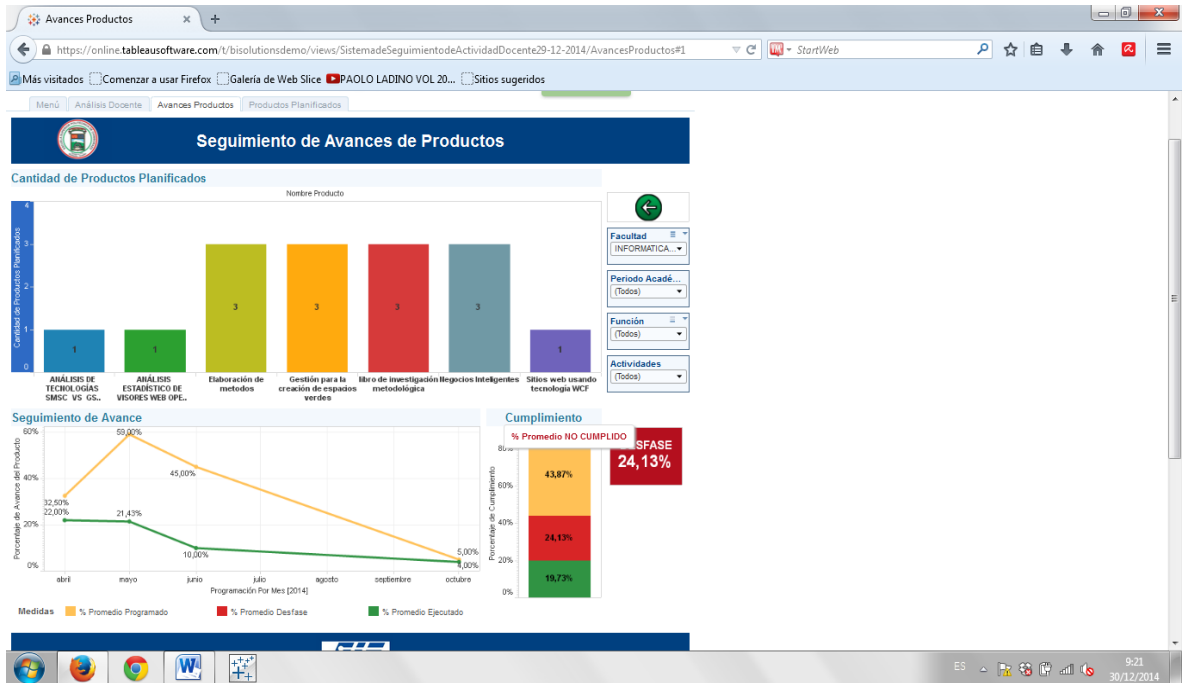 Avances Productos
https://online.tableausoftware.com/t/bisolutionsdemo/views/SistemadeSeguimientodeActividadDocente29-12-2014/AvancesProductos#1
StartWeb
Más visitados Comenzar a usar Firefox Galería de Web Slice PAOLO LADINO VOL 20... Sitios sugeridos
Menú Análisis Docente Avances Productos Productos Planificados
Seguimiento de Avances de Productos
Cantidad de Productos Planificados
Nombre Producto
Cantidad de Productos Planificados
4
3
2
1
0
1 1 3 3 3 3 1
ANÁLISIS DE TECNOLOGÍAS SMSC VS GS..
ANÁLISIS ESTADÍSTICO DE VISORES WEB OPE..
Elaboración de metodos
Gestión para la creación de espacios verdes
libro de investigación metodológica
Negocios Inteligentes
Sitios web usando tecnología WCF
Facultad
INFORMATICA...
Periodo Acadé...
(Todos)
Función
(Todos)
Actividades
(Todos)
Seguimiento de Avance
Porcentaje de Avance del Producto
60%
40%
20%
0%
32,50%
59,00%
45,00%
5,00%
22,00%
21,43%
10,00%
4,00%
abril mayo junio julio agosto septiembre octubre
Programación Por Mes [2014]
Cumplimiento
% Promedio NO CUMPLIDO
Porcentaje de Cumplimiento
80%
60%
40%
20%
0%
43,87%
24,13%
19,73%
SFASE
24,13%
Medidas % Promedio Programado % Promedio Desfase % Promedio Ejecutado
ES
9:21
30/12/2014